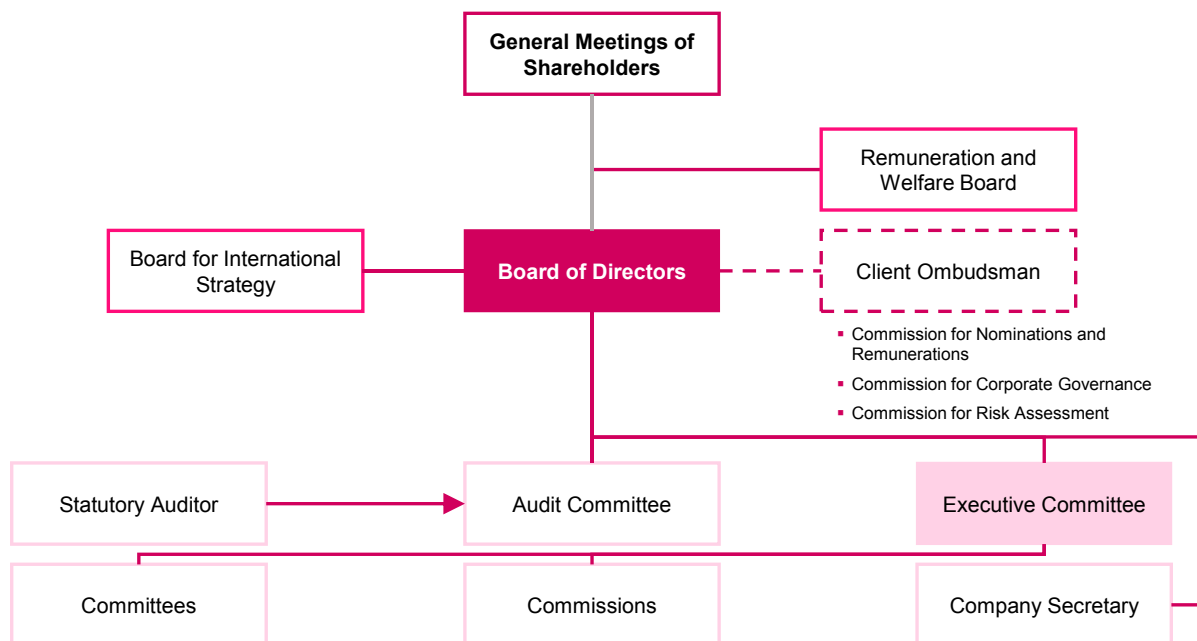 General Meetings of
Shareholders
Remuneration and
Welfare Board
Board for International
Strategy
Board of Directors
Client Ombudsman
▪ Commission for Nominations and
Remunerations
▪ Commission for Corporate Governance
▪ Commission for Risk Assessment
Statutory Auditor
Audit Committee
Executive Committee
Committees
Commissions
Company Secretary